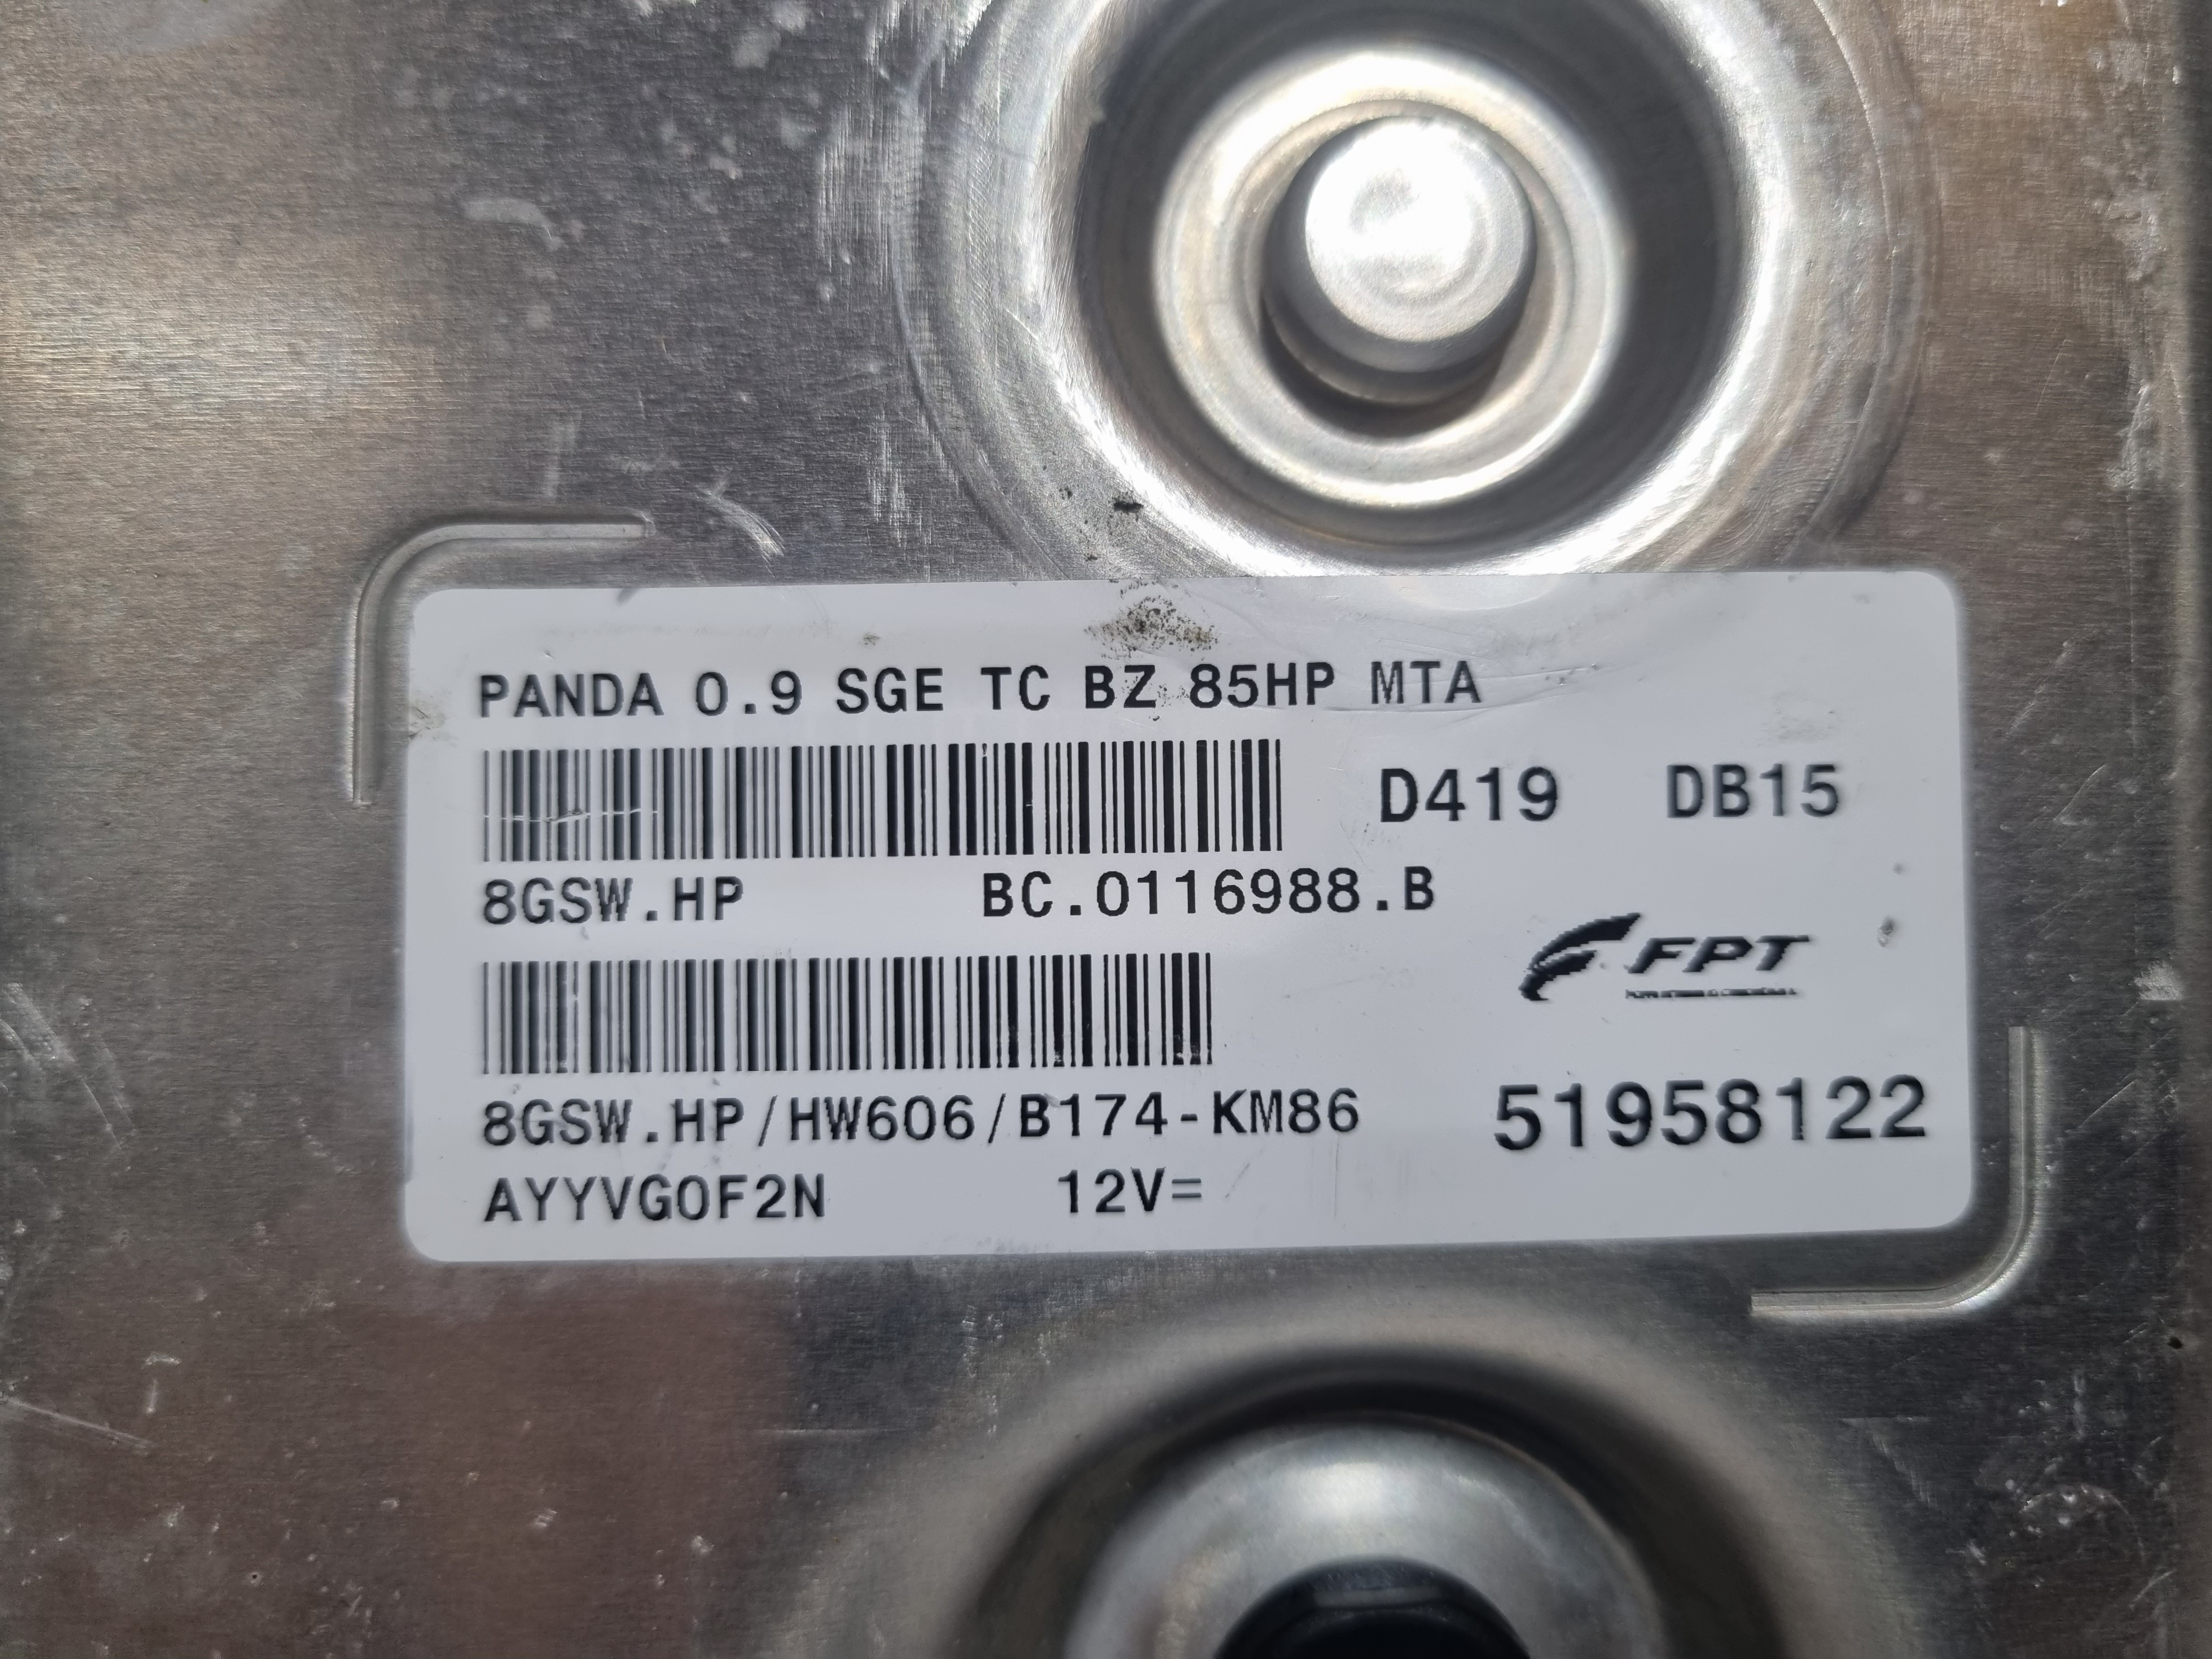 PANDA 0.9 SGE TC BZ 85HP MTA
D419 DB15
8GSW.HP BC.0116988.B
FPT
8GSW.HP/HW606/B174-KM86
51958122
AYYVG0F2N 12V=